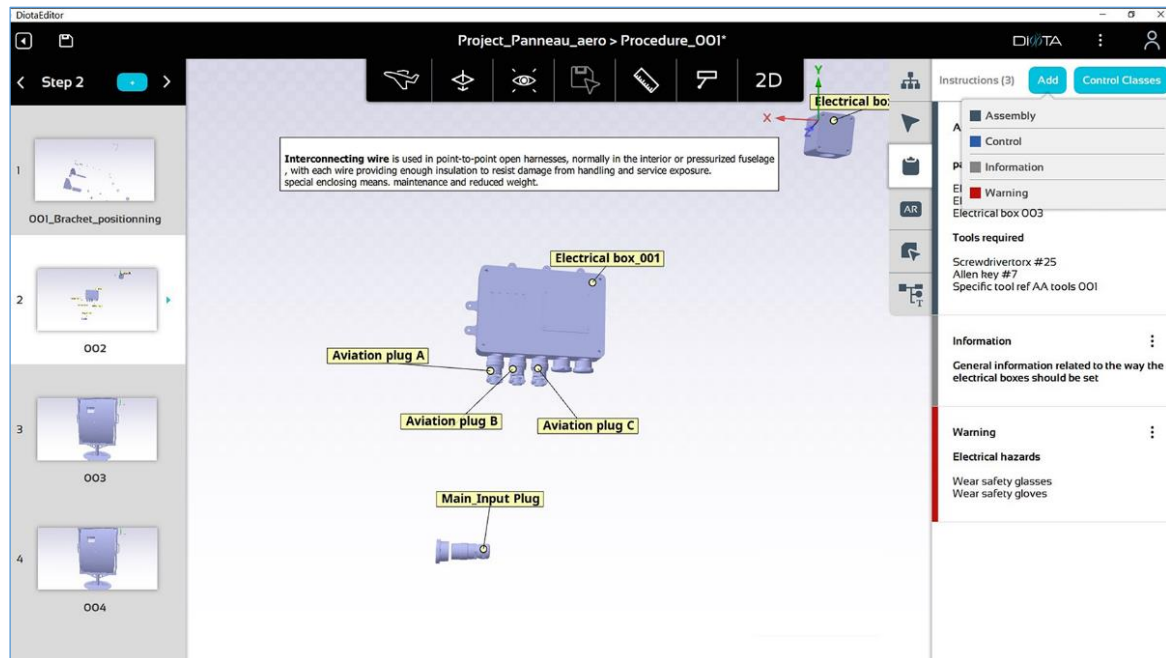 DiotaEditor
Project_Panneau_aero > Procedure_001*
DIOTA
Step 2
+
2D
Instructions (3)
Add
Control Classes
Assembly
Control
Information
Warning
1
001_Bracket_positionning
2
002
3
003
4
004
Interconnecting wire is used in point-to-point open harnesses, normally in the interior or pressurized fuselage
, with each wire providing enough insulation to resist damage from handling and service exposure.
special enclosing means. maintenance and reduced weight.
Y
X
Z
Electrical
Electrical box_001
Aviation plug A
Aviation plug B
Aviation plug C
Main_Input Plug
AR
T
Electrical box 003
Tools required
Screwdrivertorx #25
Allen key #7
Specific tool ref AA tools 001
Information
General information related to the way the
electrical boxes should be set
Warning
Electrical hazards
Wear safety glasses
Wear safety gloves